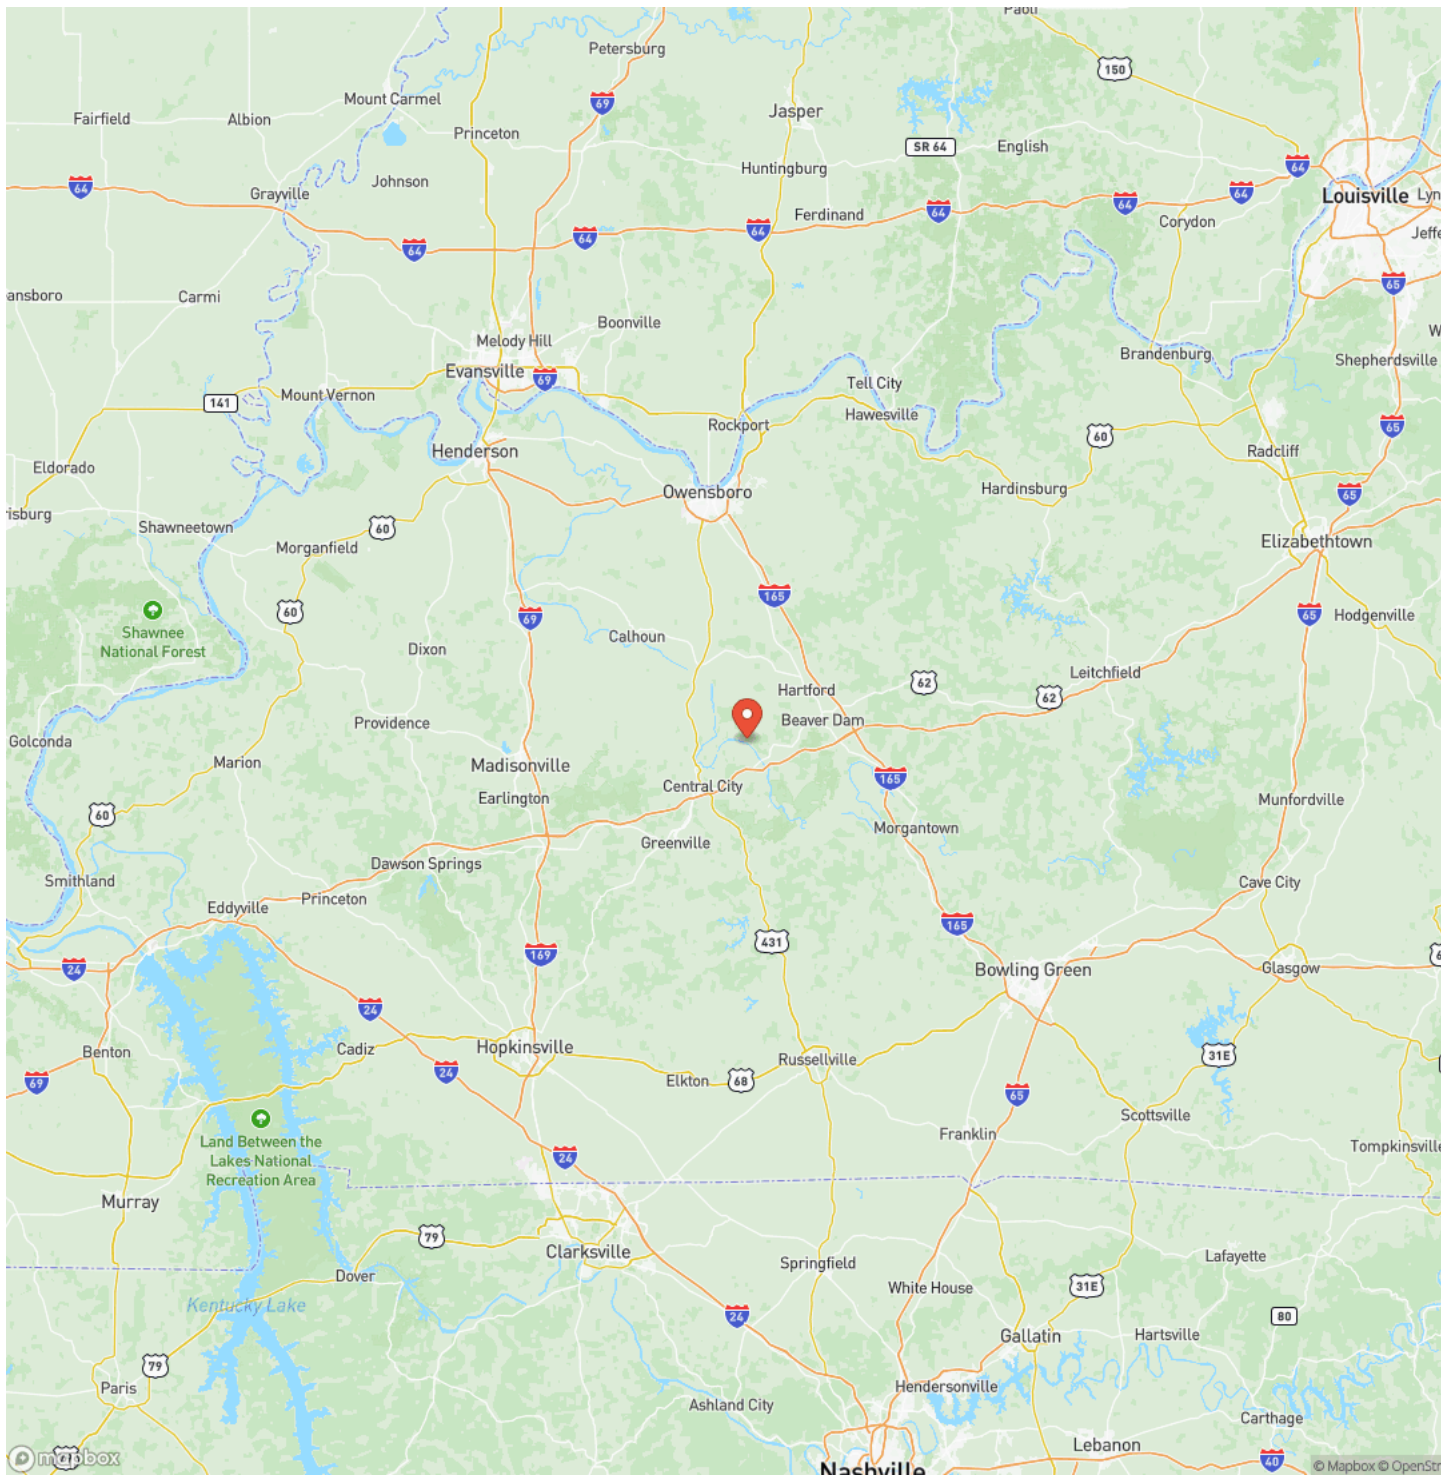 Paoli
Petersburg
150
Mount Carmel
69
Jasper
Fairfield
Albion
Princeton
SR 64
English
Huntingburg
64
Louisville
Lyn
64
Grayville
Johnson
64
64
64
Ferdinand
64
64
64
Corydon
Jeffe
65
ansboro
Carmi
Boonville
Melody Hill
W
Evansville
69
Brandenburg
Shepherdsville
141
Mount Vernon
Tell City
Hawesville
Rockport
60
65
Henderson
Radcliff
Eldorado
Owensboro
Hardinsburg
65
risburg
Shawneetown
60
Morganfield
Elizabethtown
165
60
69
65
Hodgenville
Shawnee
National Forest
Calhoun
Dixon
Leitchfield
62
62
Hartford
Beaver Dam
Providence
Golconda
Marion
Madisonville
165
Central City
Earlington
Munfordville
60
Morgantown
Greenville
Dawson Springs
Smithland
Cave City
Princeton
Eddyville
165
431
169
24
Bowling Green
Glasgow
24
Hopkinsville
Cadiz
Benton
31E
Russellville
24
69
Elkton
68
65
Scottsville
Franklin
Land Between the
Lakes National
Recreation Area
Tompkinsville
24
Murray
79
Clarksville
Lafayette
Springfield
Dover
White House
31E
Kentucky Lake
24
80
Gallatin
Hartsville
79
Paris
Hendersonville
Ashland City
Carthage
Lebanon
mapbox
40
Nashville
© Mapbox © OpenStr